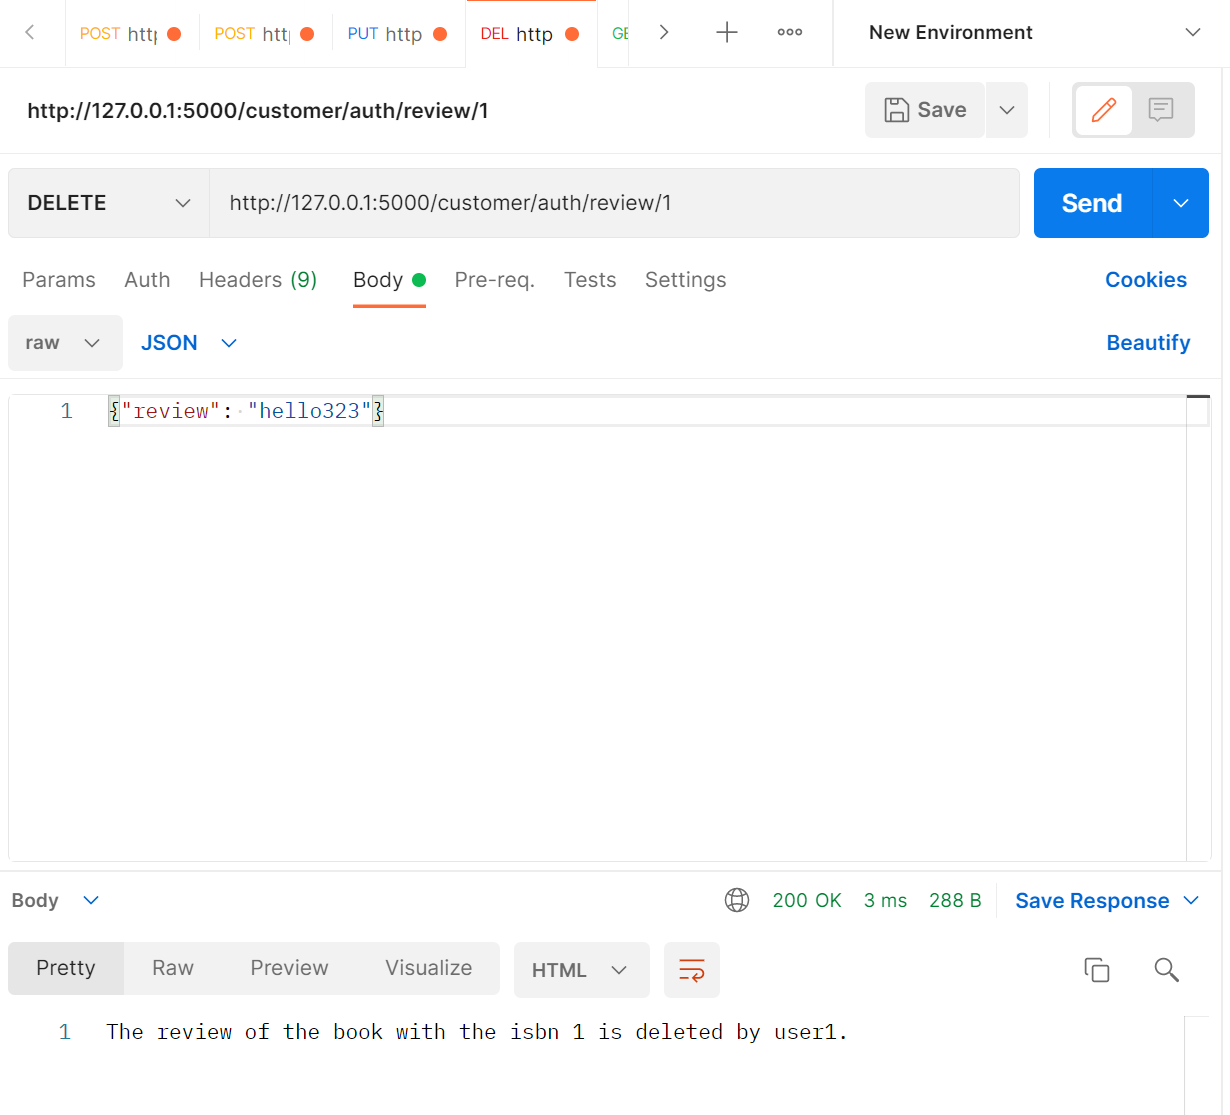 POST http
POST http
PUT http
DEL http
GE
New Environment
http://127.0.0.1:5000/customer/auth/review/1
Save
DELETE
http://127.0.0.1:5000/customer/auth/review/1
Send
Params Auth Headers (9) Body Pre-req. Tests Settings Cookies
raw JSON Beautify
1 {"review": "hello323"}
Body 200 OK 3 ms 288 B Save Response
Pretty Raw Preview Visualize HTML
1 The review of the book with the isbn 1 is deleted by user1.